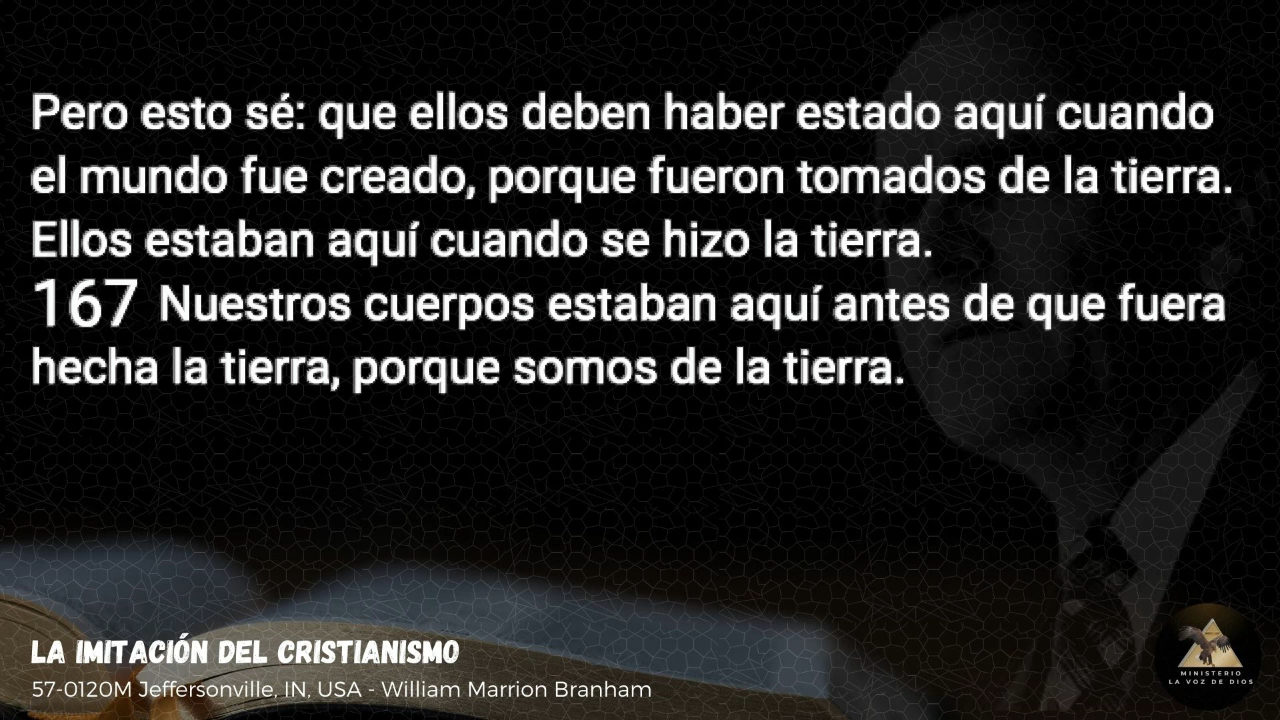 Pero esto sé: que ellos deben haber estado aquí cuando
el mundo fue creado, porque fueron tomados de la tierra.
Ellos estaban aquí cuando se hizo la tierra.
167 Nuestros cuerpos estaban aquí antes de que fuera
hecha la tierra, porque somos de la tierra.
LA IMITACIÓN DEL CRISTIANISMO
57-0120M Jeffersonville, IN, USA - William Marrion Branham
MINISTERIO
LA VOZ DE DIOS